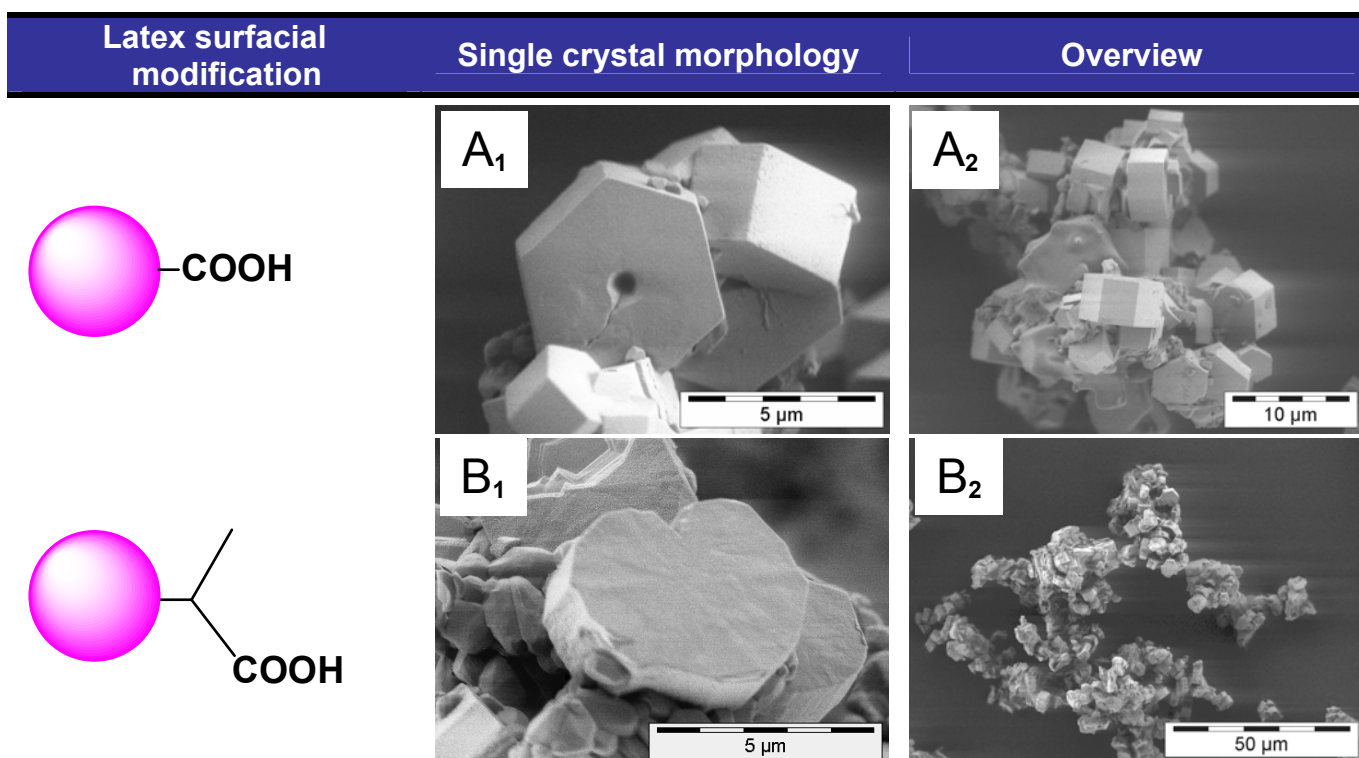 Latex surfacial
modification
Single crystal morphology
Overview
COOH
A₁
5 µm
A₂
10 µm
COOH
B₁
5 µm
B₂
50 µm